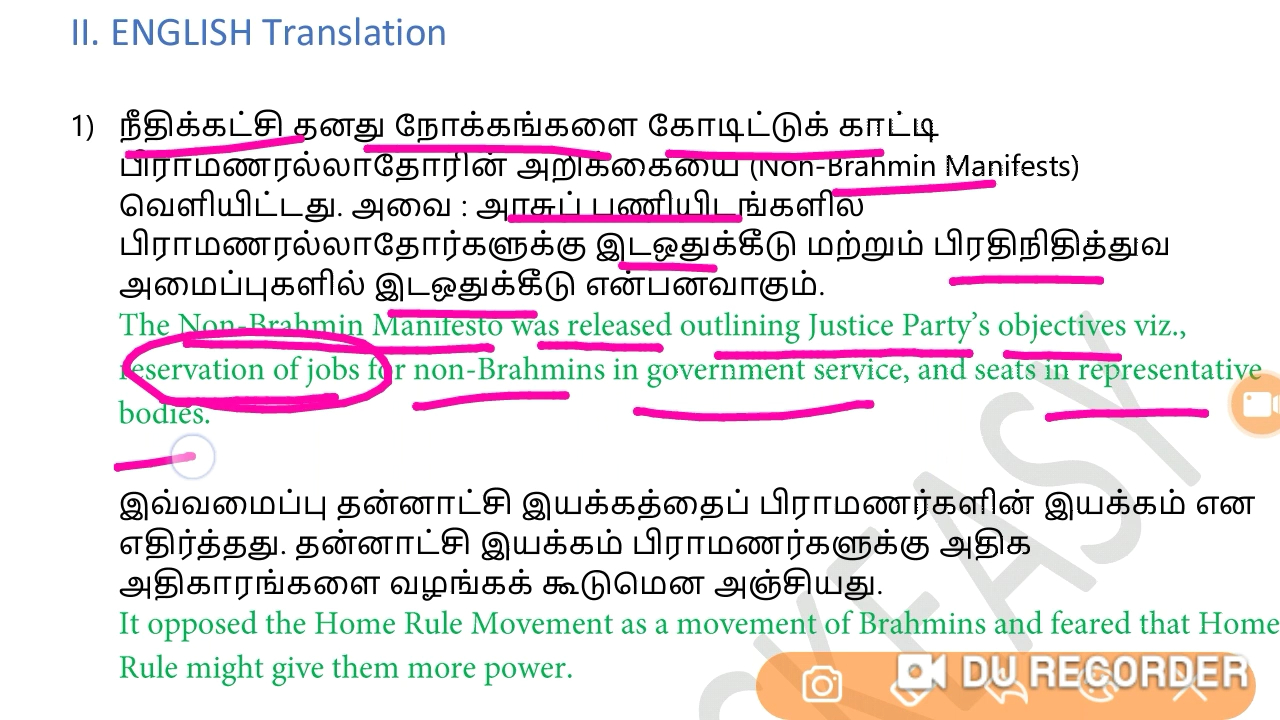 II. ENGLISH Translation
1) நீதிக்கட்சி தனது நோக்கங்களை கோடிட்டுக் காட்டி
பிராமணரல்லாதோரின் அறிக்கையை (Non-Brahmin Manifests)
வெளியிட்டது. அவை : அரசுப் பணியிடங்களில்
பிராமணரல்லாதோர்களுக்கு இடஒதுக்கீடு மற்றும் பிரதிநிதித்துவ
அமைப்புகளில் இடஒதுக்கீடு என்பனவாகும்.
The Non-Brahmin Manifesto was released outlining Justice Party’s objectives viz.,
reservation of jobs for non-Brahmins in government service, and seats in representative
bodies.
இவ்வமைப்பு தன்னாட்சி இயக்கத்தைப் பிராமணர்களின் இயக்கம் என
எதிர்த்தது. தன்னாட்சி இயக்கம் பிராமணர்களுக்கு அதிக
அதிகாரங்களை வழங்கக் கூடுமென அஞ்சியது.
It opposed the Home Rule Movement as a movement of Brahmins and feared that Home
Rule might give them more power.
DU RECORDER